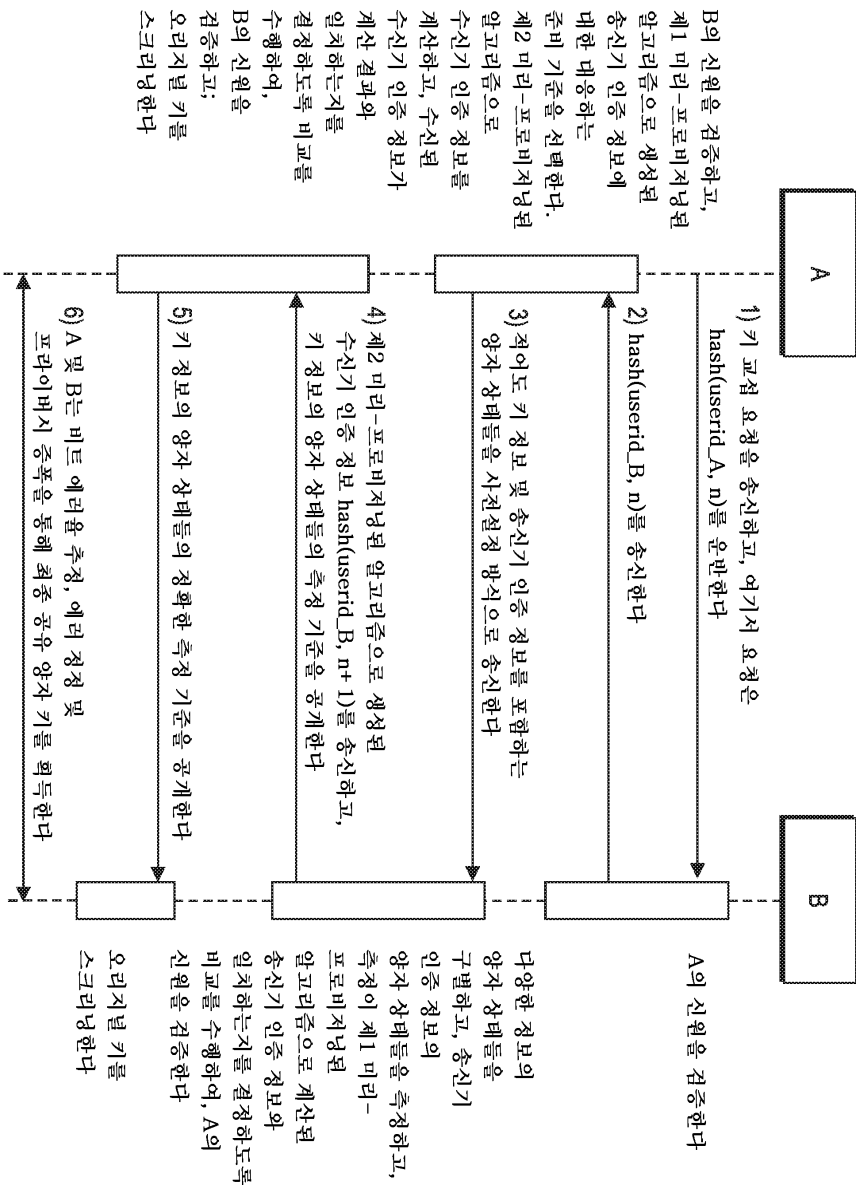 A
B
B의 신원을 검증하고,
제1 미리-프로비저닝된
알고리즘으로 생성된
송신기 인증 정보에
대한 대응하는
준비 기준을 선택한다.
제2 미리-프로비저닝된
알고리즘으로
수신기 인증 정보를
계산하고, 수신된
수신기 인증 정보가
계산 결과와
일치하는지를
결정하도록 비교를
수행하여,
B의 신원을
검증하고;
오리지널 키를
스크리닝한다
1) 키 교섭 요청을 송신하고, 여기서 요청은
hash(userid_A, n)를 운반한다
2) hash(userid_B, n)를 송신한다
3) 적어도 키 정보 및 송신기 인증 정보를 포함하는
양자 상태들을 사전설정 방식으로 송신한다
4) 제2 미리-프로비저닝된 알고리즘으로 생성된
수신기 인증 정보 hash(userid_B, n+ 1)를 송신하고,
키 정보의 양자 상태들의 측정 기준을 공개한다
5) 키 정보의 양자 상태들의 정확한 측정 기준을 공개한다
6) A 및 B는 비트 에러율 추정, 에러 정정 및
프라이버시 증폭을 통해 최종 공유 양자 키를 획득한다
A의 신원을 검증한다
다양한 정보의
양자 상태들을
구별하고, 송신기
인증 정보의
양자 상태들을 측정하고,
측정이 제1 미리-
프로비저닝된
알고리즘으로 계산된
송신기 인증 정보와
일치하는지를 결정하도록
비교를 수행하여, A의
신원을 검증한다
오리지널 키를
스크리닝한다